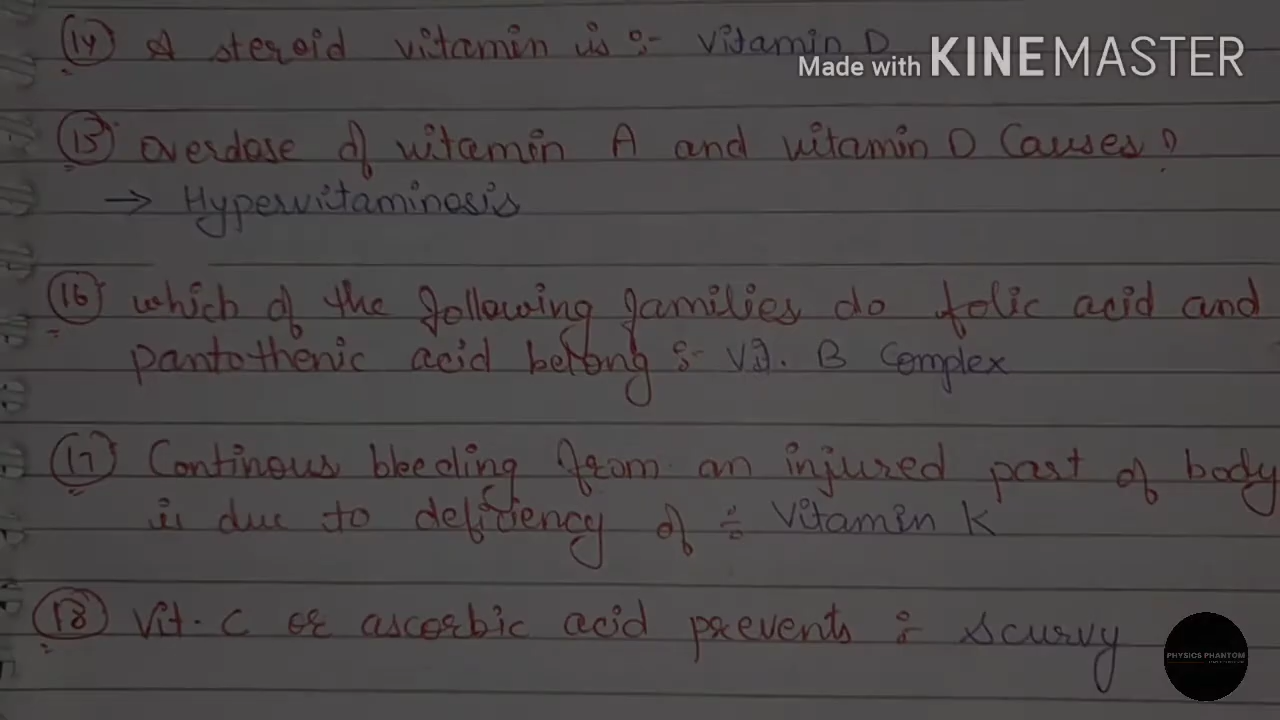 (14) A steroid vitamin is :- Vitamin D
Made with KINEMASTER
(15) overdose of vitamin A and vitamin D Causes ?
→ Hypervitaminosis
(16) which of the following families do folic acid and
pantothenic acid belong :- Vit. B Complex
(17) Continous bleeding from an injured part of body
is due to deficiency of ÷ Vitamin K
(18) Vit. C or ascorbic acid prevents :- Scurvy
PHYSICS PHANTOM